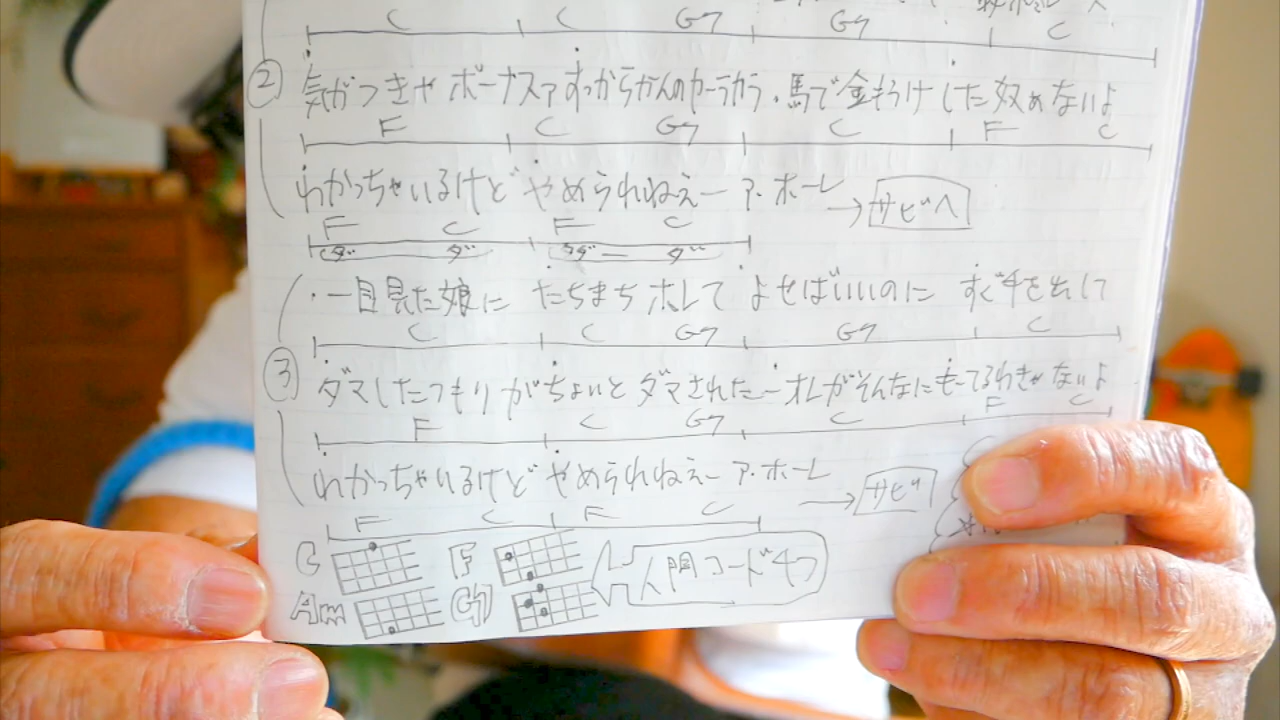 C C G7 G7 C
② 気がつきゃ ボーナスァ すっからかんのカーラカラ.馬で金もうけした奴ぁないよ
F C G7 C F C
わかっちゃいるけど やめられねぇー ア・ホーレ → サビへ
F C F C
ダ ダ ダダー ダ
・一目見た娘に たちまちホレて よせばいいのに すぐ手を出して
C C G7 G7 C
③ ダマしたつもりが ちょいと ダマされたーオレがそんなにもーてるわきゃ ないよ
F C G7 C F C
わかっちゃいるけど やめられねぇー ア・ホーレ → サビ
F C F C
C F 入門コード4つ
Am G7